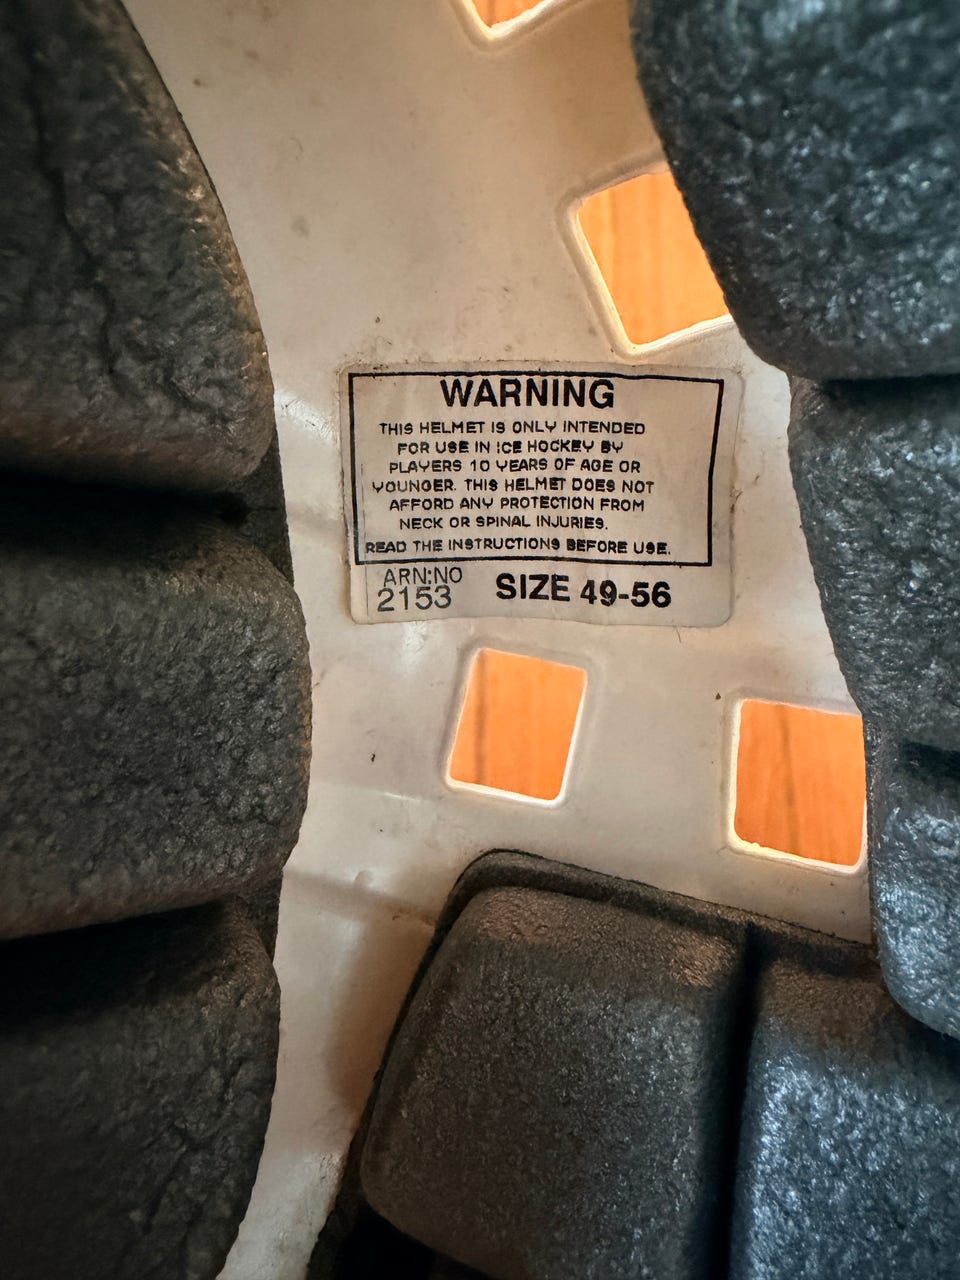 WARNING
THIS HELMET IS ONLY INTENDED
FOR USE IN ICE HOCKEY BY
PLAYERS 10 YEARS OF AGE OR
YOUNGER. THIS HELMET DOES NOT
AFFORD ANY PROTECTION FROM
NECK OR SPINAL INJURIES.
READ THE INSTRUCTIONS BEFORE USE.
ARN:NO
2153
SIZE 49-56